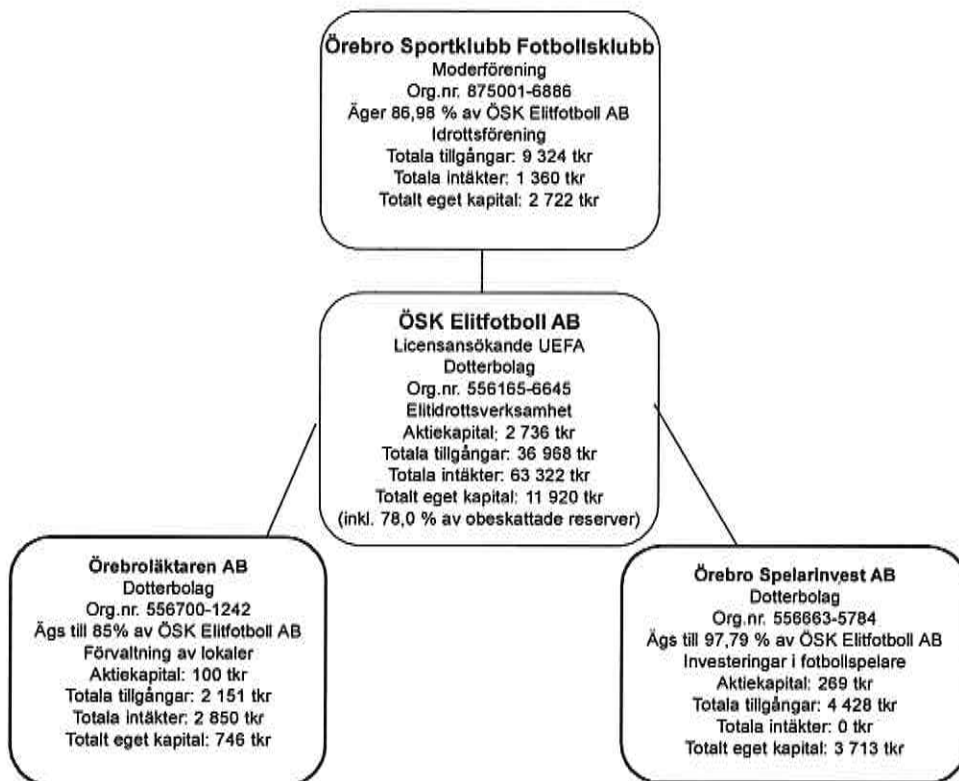 Örebro Sportklubb Fotbollsklubb
Moderförening
Org.nr. 875001-6886
Äger 86,98 % av ÖSK Elitfotboll AB
Idrottsförening
Totala tillgångar: 9 324 tkr
Totala intäkter: 1 360 tkr
Totalt eget kapital: 2 722 tkr
ÖSK Elitfotboll AB
Licensansökande UEFA
Dotterbolag
Org.nr. 556165-6645
Elitidrottsverksamhet
Aktiekapital: 2 736 tkr
Totala tillgångar: 36 968 tkr
Totala intäkter: 63 322 tkr
Totalt eget kapital: 11 920 tkr
(inkl. 78,0 % av obeskattade reserver)
Örebroläktaren AB
Dotterbolag
Org.nr. 556700-1242
Ägs till 85% av ÖSK Elitfotboll AB
Förvaltning av lokaler
Aktiekapital: 100 tkr
Totala tillgångar: 2 151 tkr
Totala intäkter: 2 850 tkr
Totalt eget kapital: 746 tkr
Örebro Spelarinvest AB
Dotterbolag
Org.nr. 556663-5784
Ägs till 97,79 % av ÖSK Elitfotboll AB
Investeringar i fotbollspelare
Aktiekapital: 269 tkr
Totala tillgångar: 4 428 tkr
Totala intäkter: 0 tkr
Totalt eget kapital: 3 713 tkr